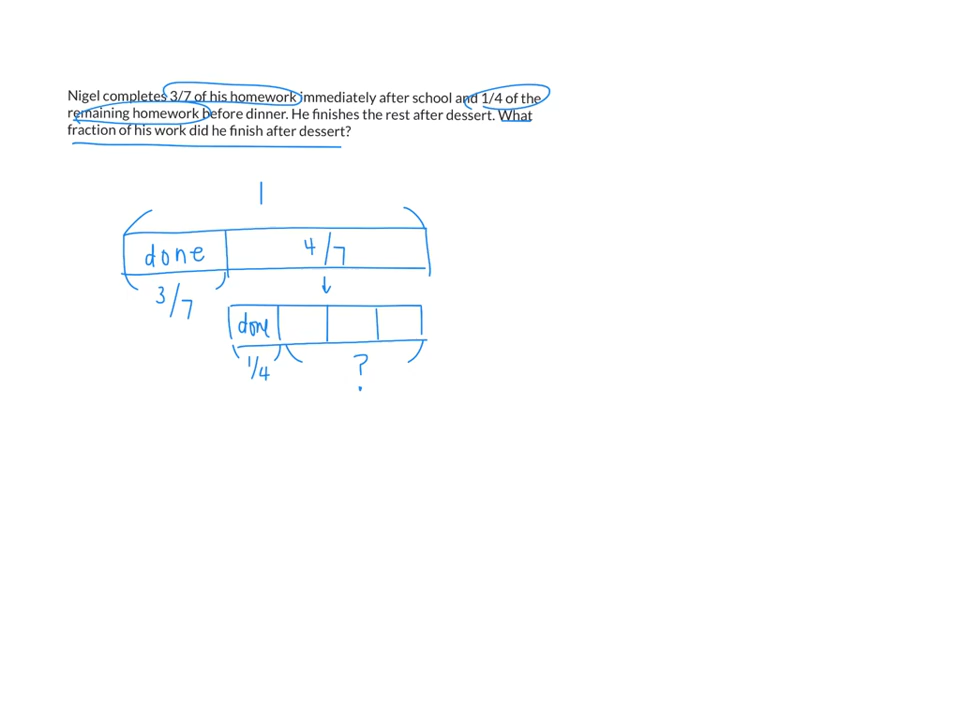 Nigel completes 3/7 of his homework immediately after school and 1/4 of the
remaining homework before dinner. He finishes the rest after dessert. What
fraction of his work did he finish after dessert?
1
done 4/7
3/7
done
1/4 ?